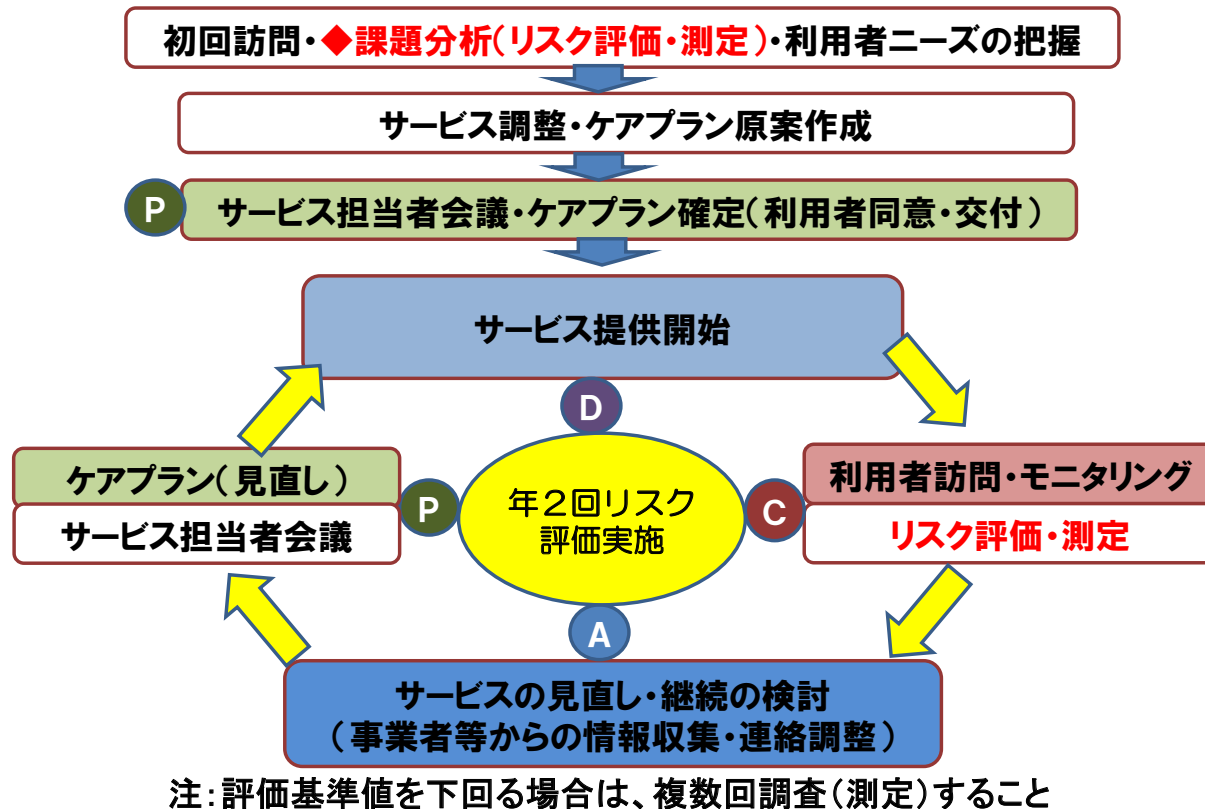 初回訪問・◆課題分析(リスク評価・測定)・利用者ニーズの把握
サービス調整・ケアプラン原案作成
P
サービス担当者会議・ケアプラン確定(利用者同意・交付)
サービス提供開始
D
ケアプラン(見直し)
サービス担当者会議
P
年2回リスク
評価実施
C
利用者訪問・モニタリング
リスク評価・測定
A
サービスの見直し・継続の検討
(事業者等からの情報収集・連絡調整)
注:評価基準値を下回る場合は、複数回調査(測定)すること